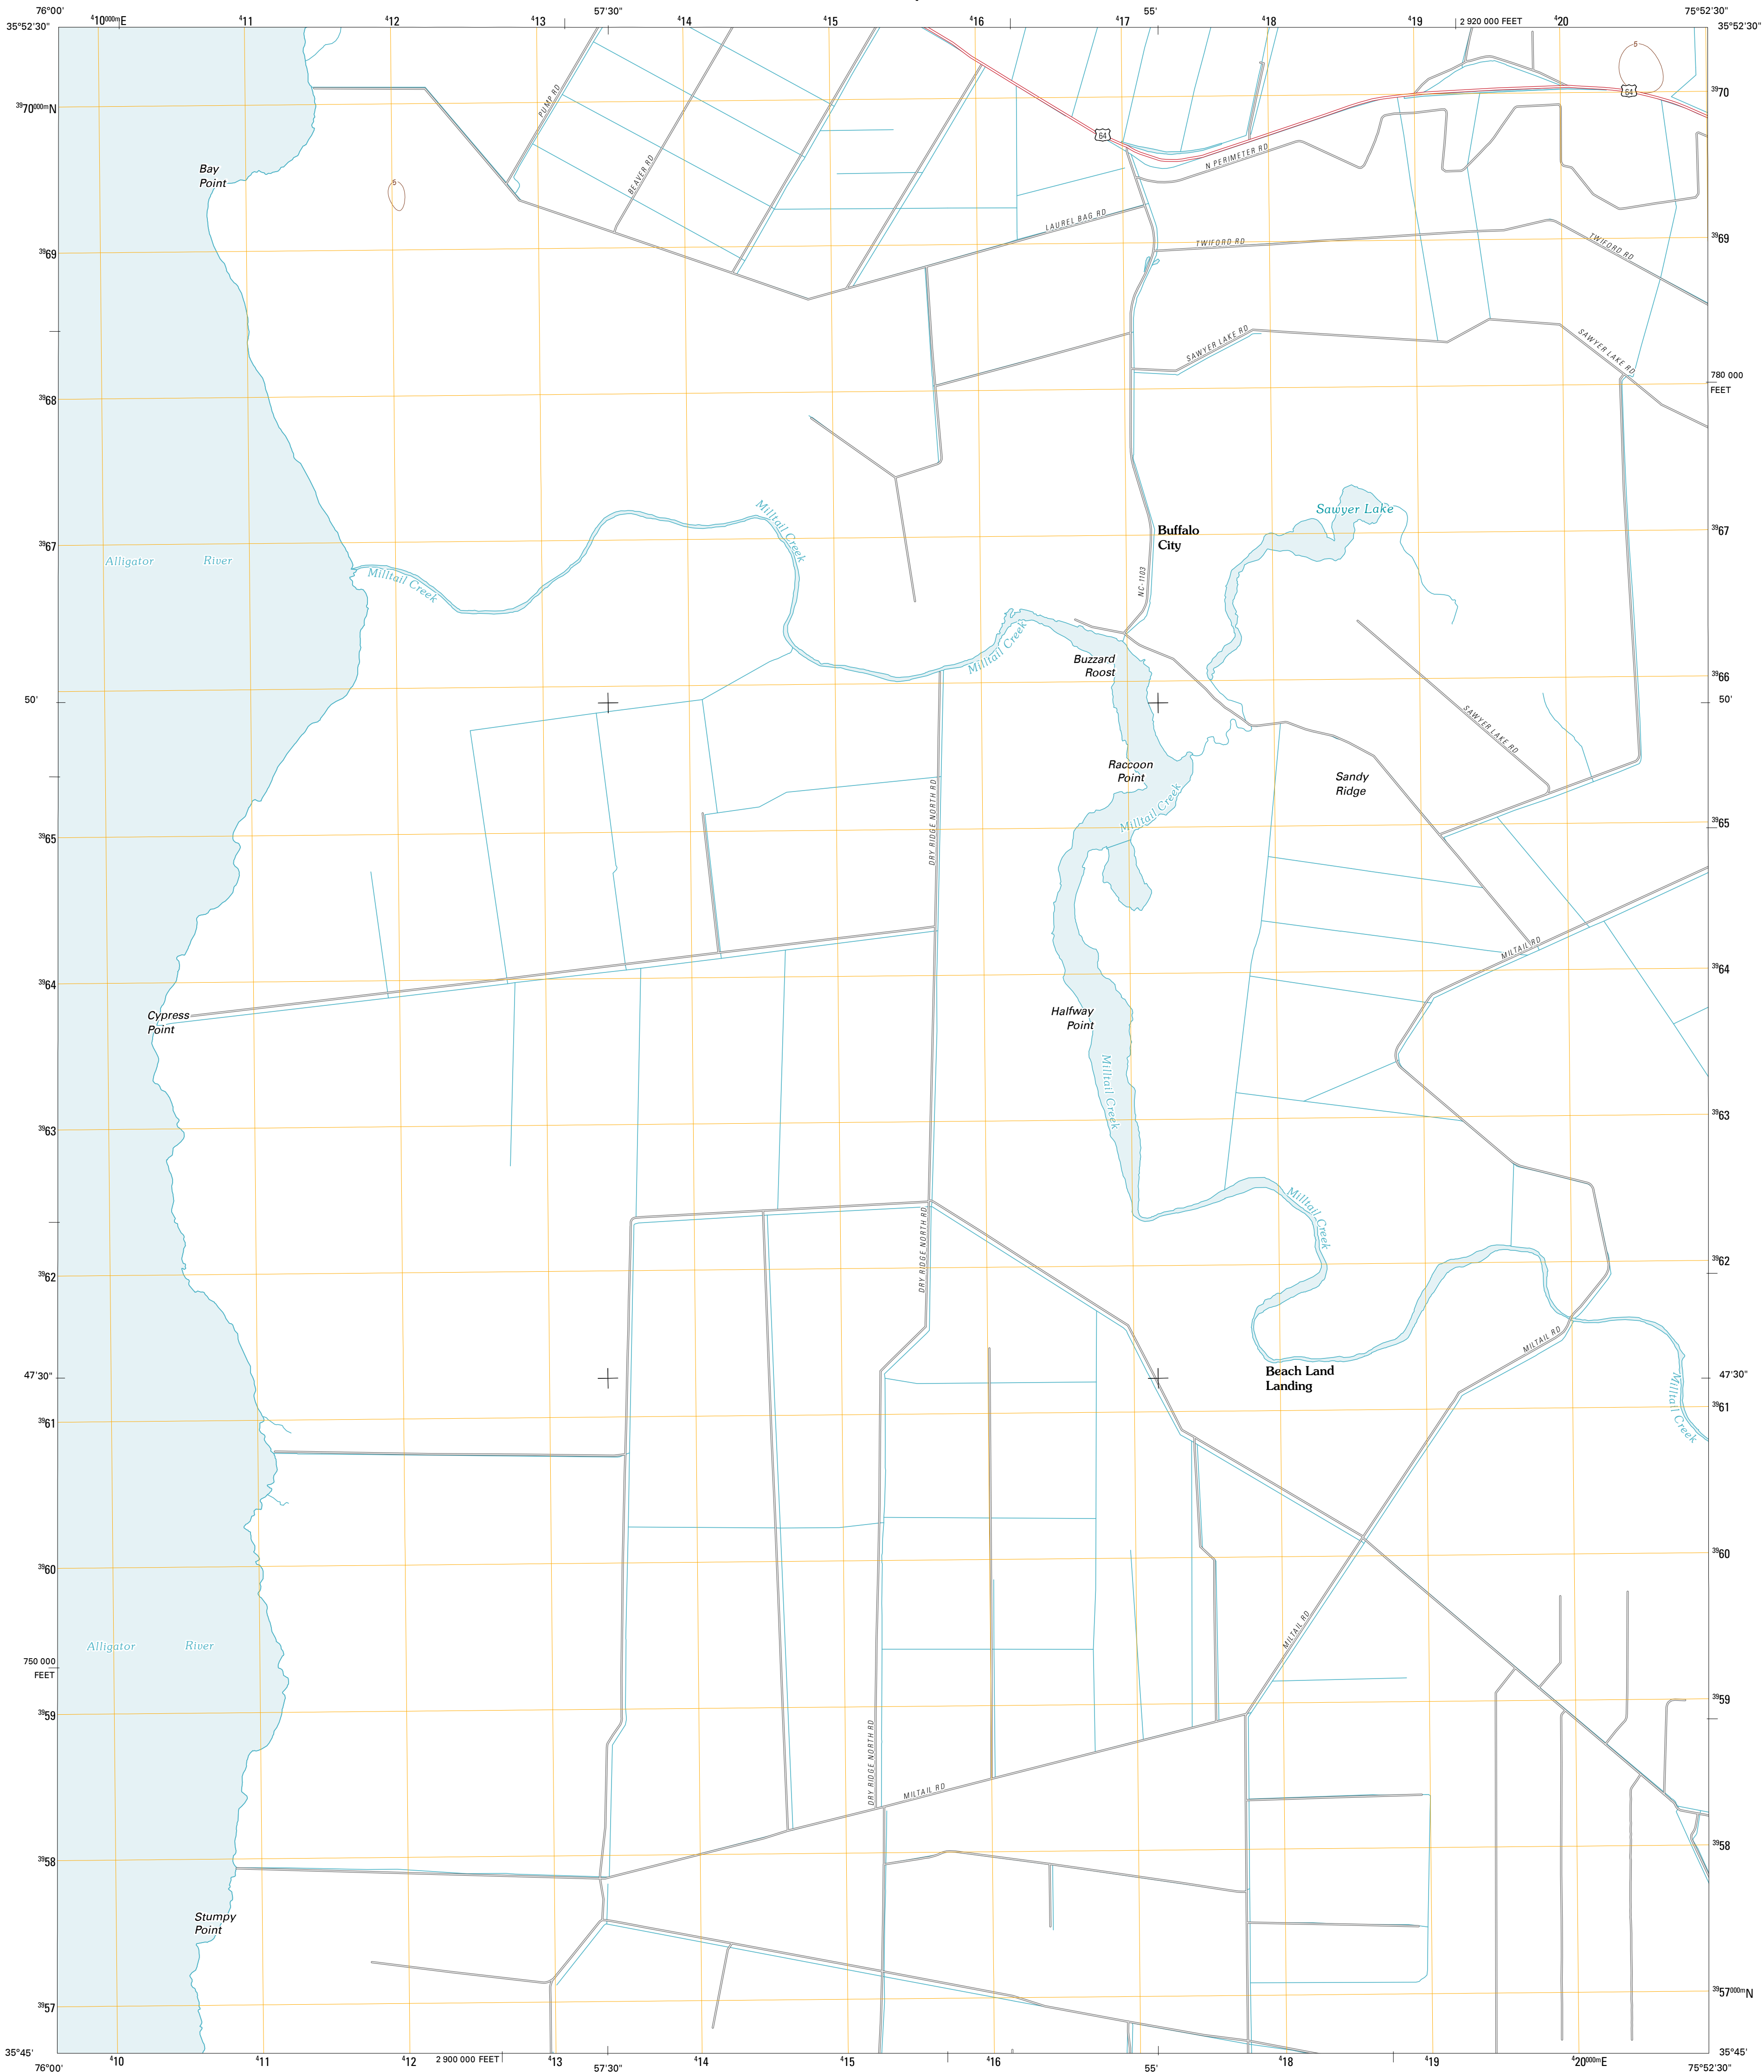 76°00'
⁴10⁰⁰⁰ᵐE
⁴11
⁴12
⁴13
57'30"
⁴14
⁴15
⁴16
⁴17
55'
⁴18
⁴19
2 920 000 FEET
⁴20
75°52'30"
35°52'30"
35°52'30"
5
64
³⁹70⁰⁰⁰ᵐN
³⁹70
PUMP RD
64
N PERIMETER RD
BEAVER RD
Bay
Point
5
LAUREL BAG RD
TWIFORD RD
TWIFORD RD
³⁹69
³⁹69
SAWYER LAKE RD
SAWYER LAKE RD
780 000
FEET
³⁹68
³⁹68
Milltail Creek
Sawyer Lake
Buffalo
City
³⁹67
³⁹67
Alligator River
Milltail Creek
NC-1103
Milltail Creek
Buzzard
Roost
³⁹66
50'
50'
SAWYER LAKE RD
Raccoon
Point
Sandy
Ridge
DRY RIDGE NORTH RD
Milltail Creek
³⁹65
³⁹65
MILTAIL RD
³⁹64
³⁹64
Cypress
Point
Halfway
Point
Milltail Creek
³⁹63
³⁹63
Milltail Creek
DRY RIDGE NORTH RD
³⁹62
³⁹62
MILTAIL RD
47'30"
47'30"
Beach Land
Landing
Milltail Creek
³⁹61
³⁹61
³⁹60
³⁹60
MILTAIL RD
Alligator River
750 000
FEET
³⁹59
³⁹59
DRY RIDGE NORTH RD
MILTAIL RD
³⁹58
³⁹58
Stumpy
Point
³⁹57
³⁹57⁰⁰⁰ᵐN
35°45'
35°45'
76°00'
⁴10
⁴11
⁴12
2 900 000 FEET
⁴13
57'30"
⁴14
⁴15
⁴16
55'
⁴18
⁴19
⁴20⁰⁰⁰ᵐE
75°52'30"